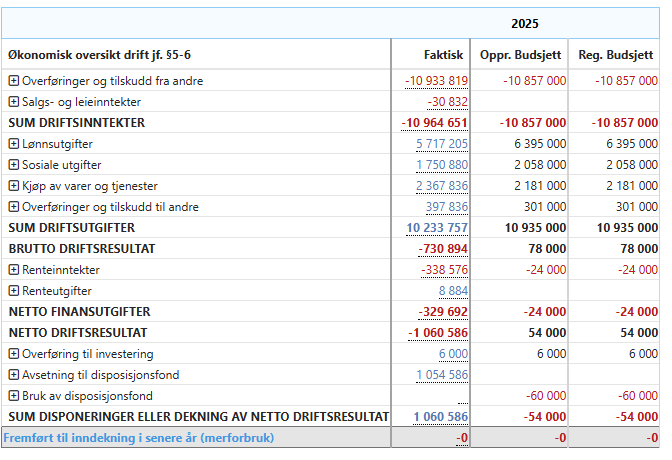 2025
Økonomisk oversikt drift jf. §5-6 Faktisk Oppr. Budsjett Reg. Budsjett
Overføringer og tilskudd fra andre -10 933 819 -10 857 000 -10 857 000
Salgs- og leieinntekter -30 832
SUM DRIFTSINNTEKTER -10 964 651 -10 857 000 -10 857 000
Lønnsutgifter 5 717 205 6 395 000 6 395 000
Sosiale utgifter 1 750 880 2 058 000 2 058 000
Kjøp av varer og tjenester 2 367 836 2 181 000 2 181 000
Overføringer og tilskudd til andre 397 836 301 000 301 000
SUM DRIFTSUTGIFTER 10 233 757 10 935 000 10 935 000
BRUTTO DRIFTSRESULTAT -730 894 78 000 78 000
Renteinntekter -338 576 -24 000 -24 000
Renteutgifter 8 884
NETTO FINANSUTGIFTER -329 692 -24 000 -24 000
NETTO DRIFTSRESULTAT -1 060 586 54 000 54 000
Overføring til investering 6 000 6 000 6 000
Avsetning til disposisjonsfond 1 054 586
Bruk av disposisjonsfond -60 000 -60 000
SUM DISPONERINGER ELLER DEKNING AV NETTO DRIFTSRESULTAT 1 060 586 -54 000 -54 000
Fremført til inndekning i senere år (merforbruk) -0 -0 -0